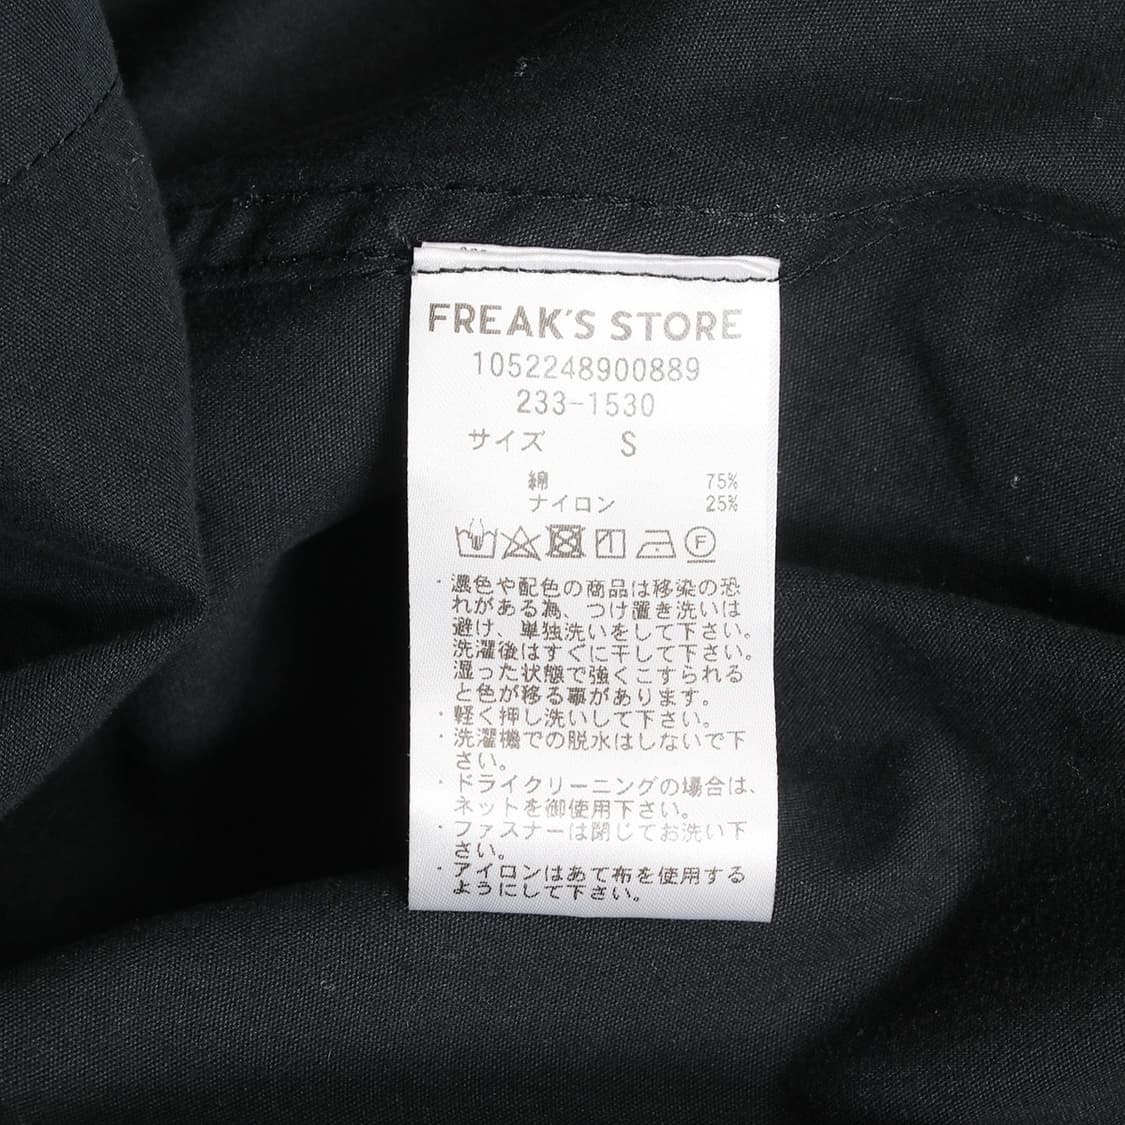 FREAK'S STORE
1052248900889
233-1530
サイズ S
綿 75%
ナイロン 25%
F
・濃色や配色の商品は移染の恐
れがある為、つけ置き洗いは
避け、単独洗いをして下さい。
洗濯後はすぐに干して下さい。
湿った状態で強くこすられる
と色が移る事があります。
・軽く押し洗いして下さい。
・洗濯機での脱水はしないで下
さい。
・ドライクリーニングの場合は、
ネットを御使用下さい。
・ファスナーは閉じてお洗い下
さい。
・アイロンはあて布を使用する
ようにして下さい。